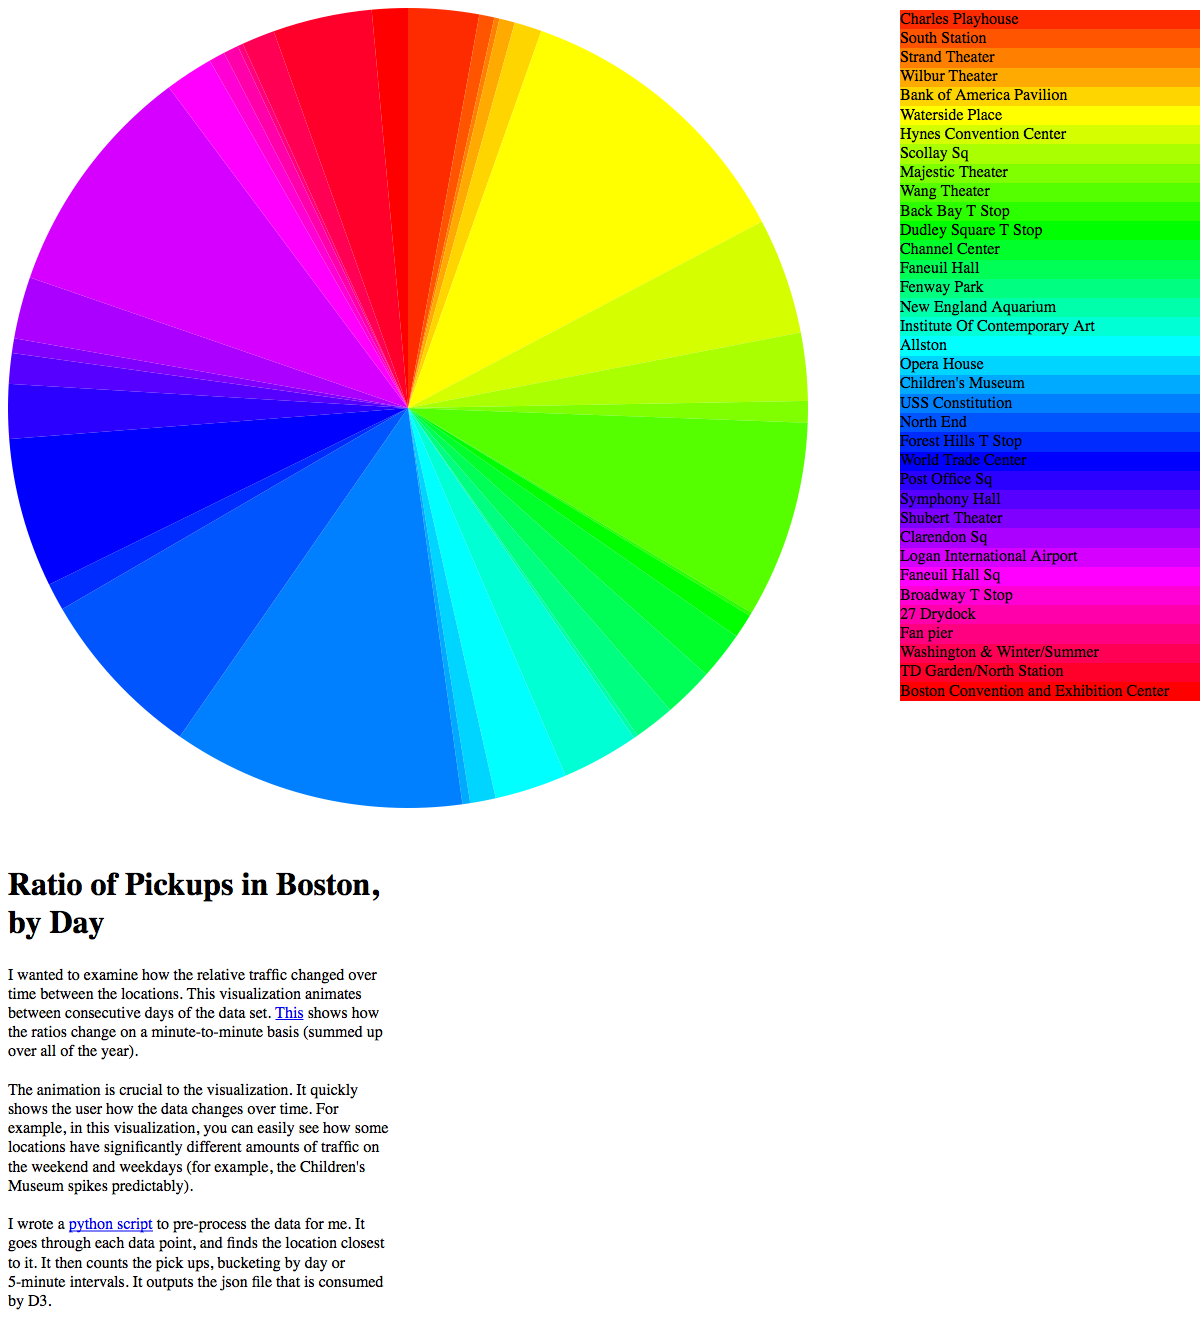 Charles Playhouse
South Station
Strand Theater
Wilbur Theater
Bank of America Pavilion
Waterside Place
Hynes Convention Center
Scollay Sq
Majestic Theater
Wang Theater
Back Bay T Stop
Dudley Square T Stop
Channel Center
Faneuil Hall
Fenway Park
New England Aquarium
Institute Of Contemporary Art
Allston
Opera House
Children's Museum
USS Constitution
North End
Forest Hills T Stop
World Trade Center
Post Office Sq
Symphony Hall
Shubert Theater
Clarendon Sq
Logan International Airport
Faneuil Hall Sq
Broadway T Stop
27 Drydock
Fan pier
Washington & Winter/Summer
TD Garden/North Station
Boston Convention and Exhibition Center
Ratio of Pickups in Boston,
by Day
I wanted to examine how the relative traffic changed over
time between the locations. This visualization animates
between consecutive days of the data set. This shows how
the ratios change on a minute-to-minute basis (summed up
over all of the year).
The animation is crucial to the visualization. It quickly
shows the user how the data changes over time. For
example, in this visualization, you can easily see how some
locations have significantly different amounts of traffic on
the weekend and weekdays (for example, the Children's
Museum spikes predictably).
I wrote a python script to pre-process the data for me. It
goes through each data point, and finds the location closest
to it. It then counts the pick ups, bucketing by day or
5-minute intervals. It outputs the json file that is consumed
by D3.